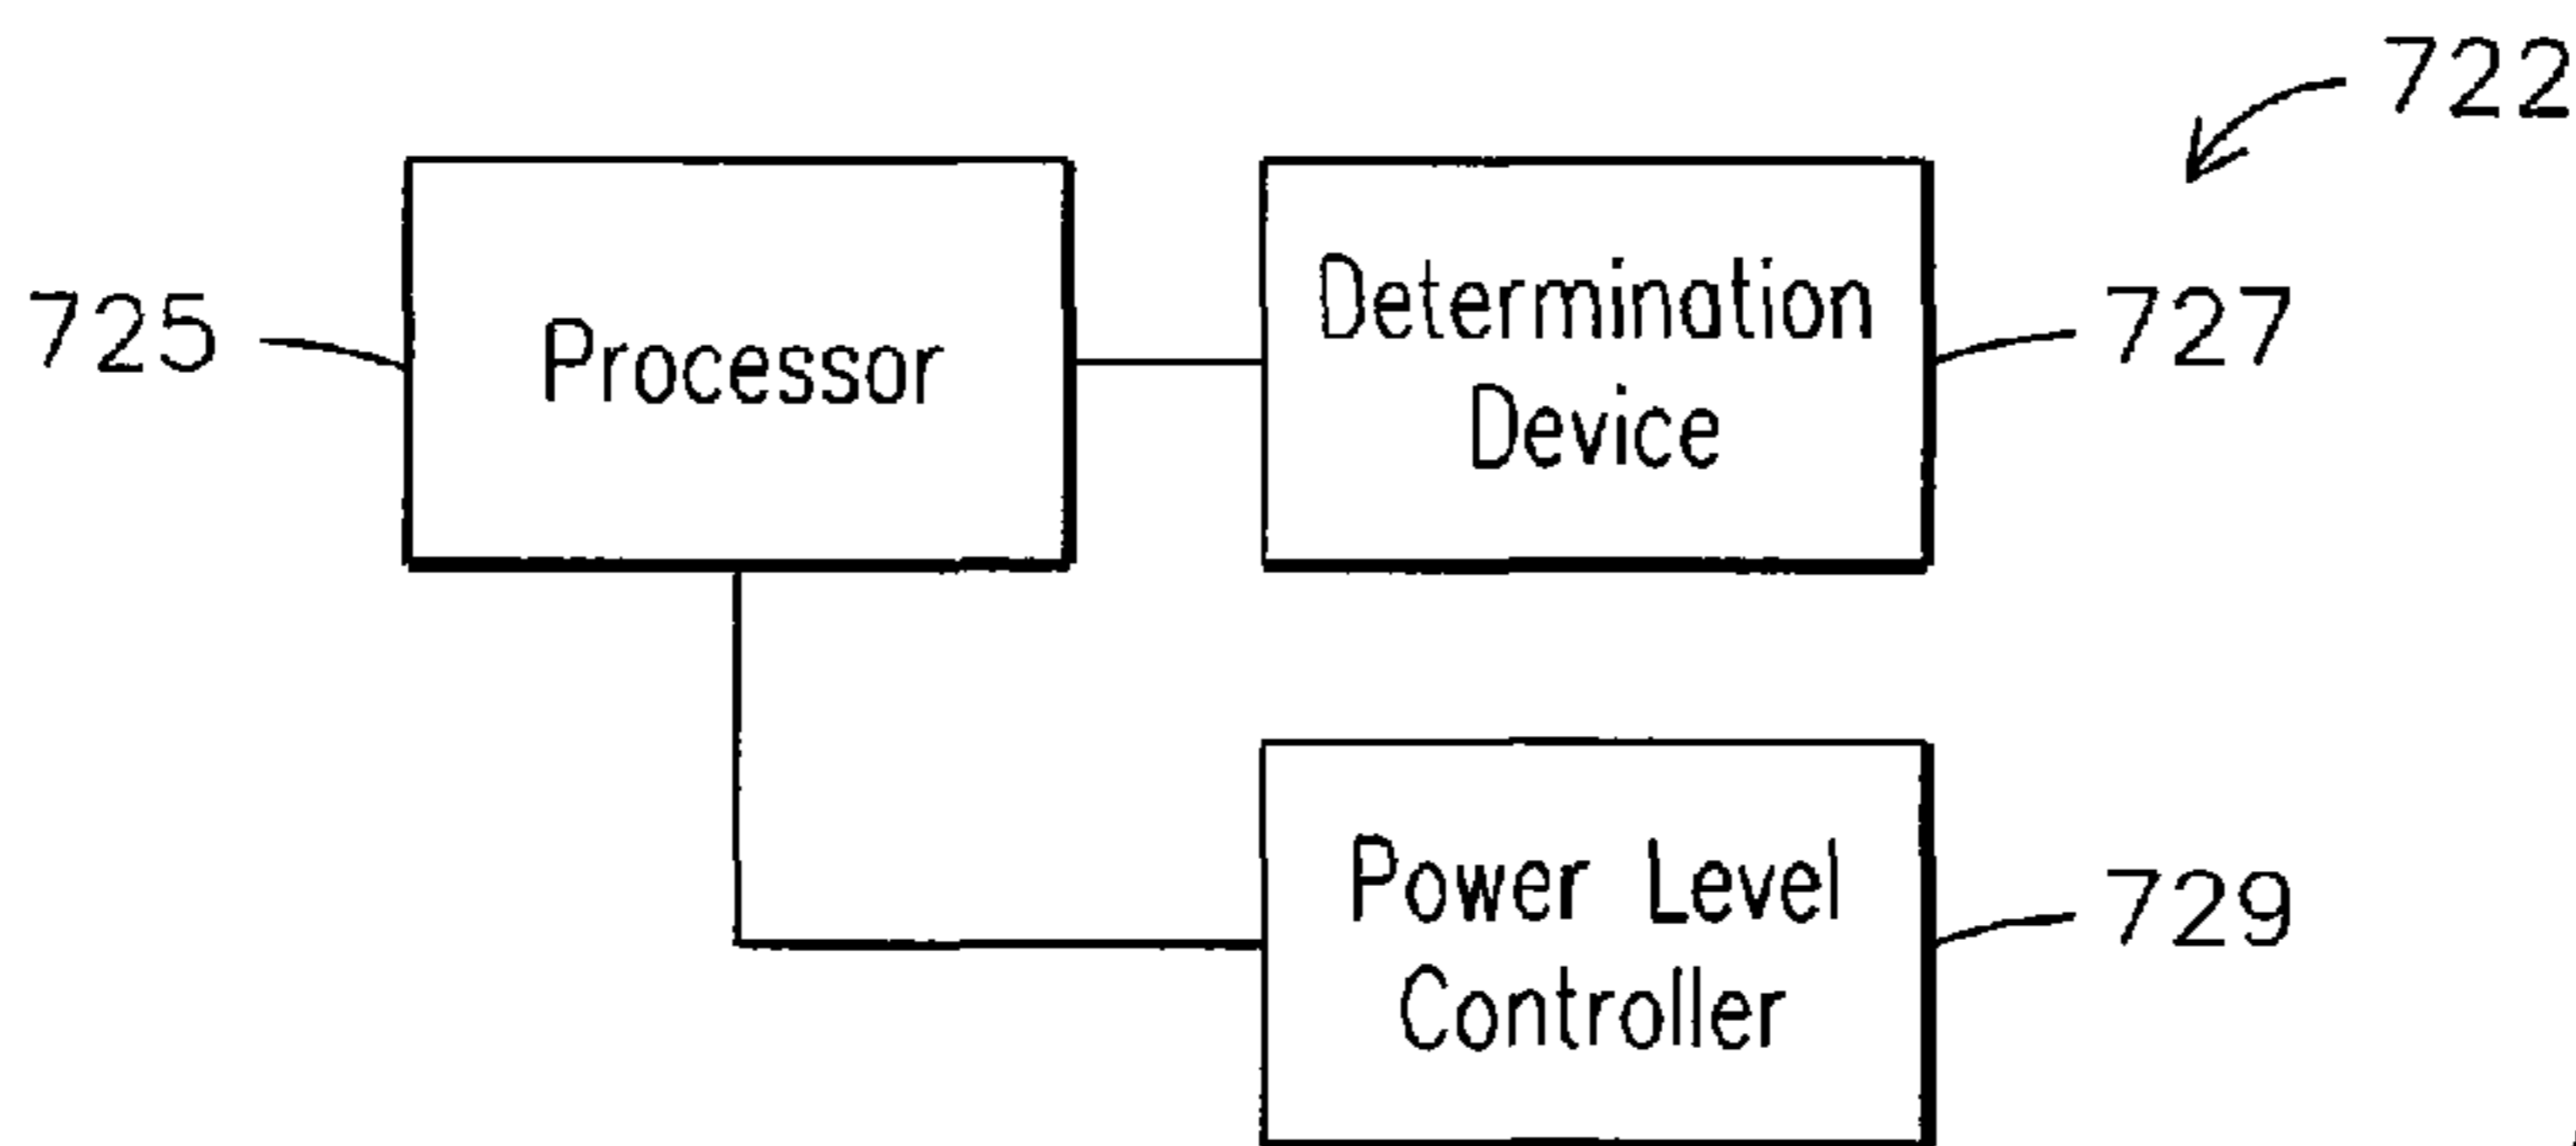 722
725
Processor
Determination
Device
727
Power Level
Controller
729